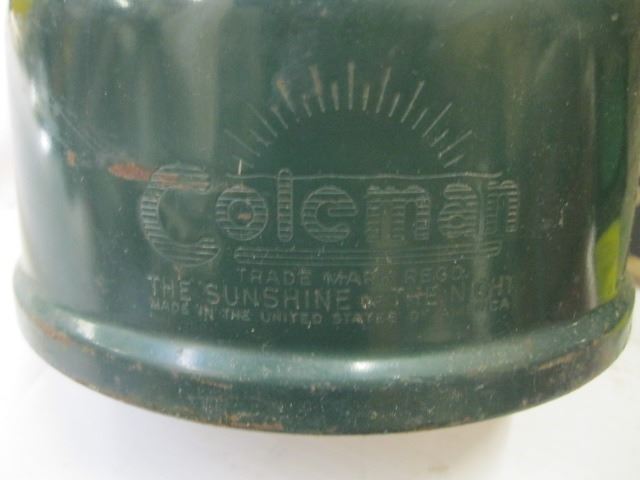 Coleman
TRADE MARK REG'D.
THE SUNSHINE OF THE NIGHT
MADE IN THE UNITED STATES OF AMERICA